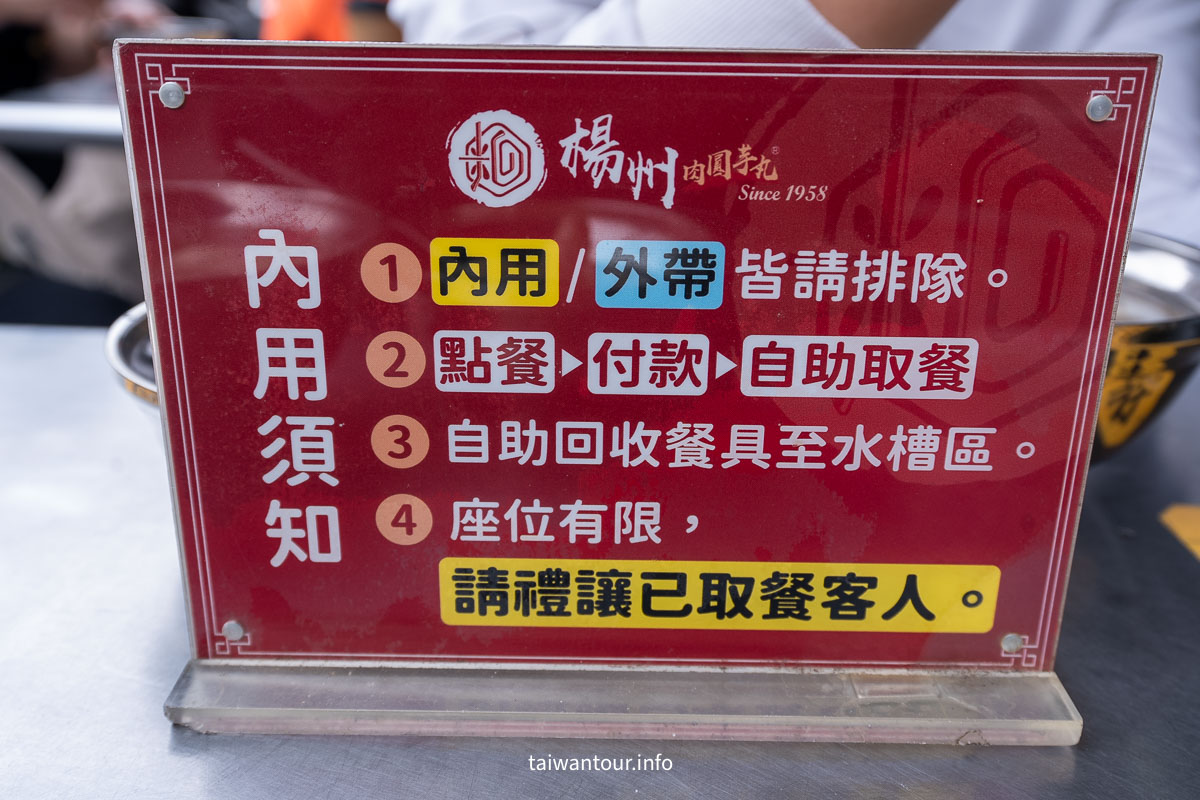 楊州肉圓芋丸®
Since 1958
內用須知
1 內用/外帶 皆請排隊。
2 點餐▶付款▶自助取餐
3 自助回收餐具至水槽區。
4 座位有限，
請禮讓已取餐客人。
taiwantour.info